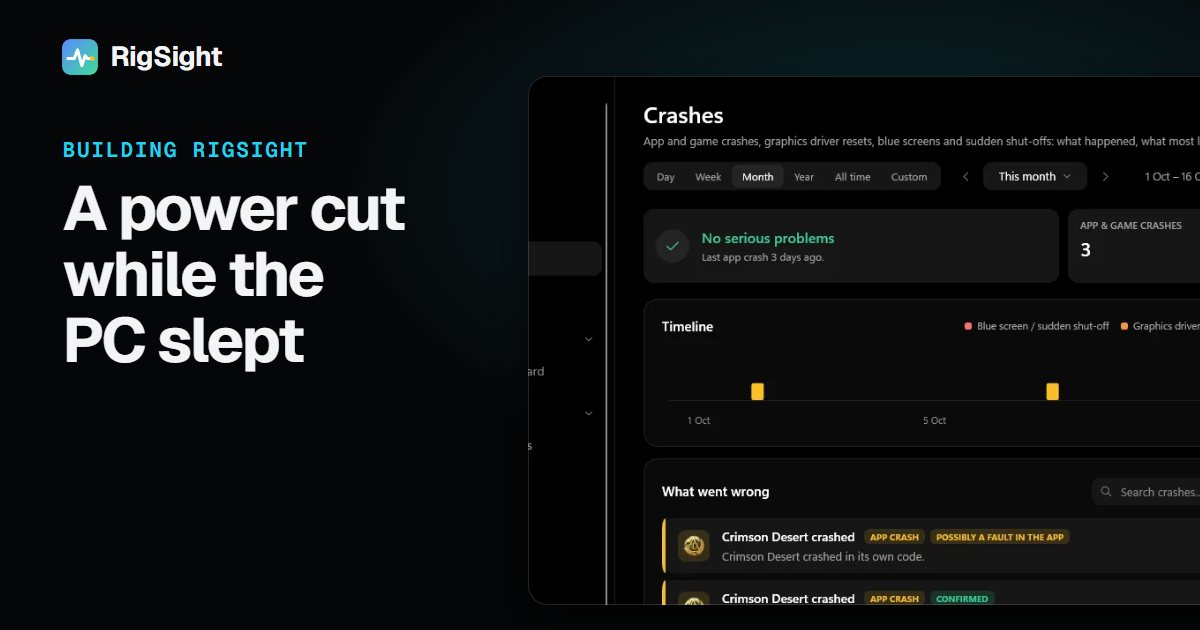 RigSight
BUILDING RIGSIGHT
A power cut
while the
PC slept
Crashes
App and game crashes, graphics driver resets, blue screens and sudden shut-offs: what happened, what most
Day Week Month Year All time Custom This month 1 Oct – 16
No serious problems
Last app crash 3 days ago.
APP & GAME CRASHES
3
Timeline
Blue screen / sudden shut-off Graphics driver
ard
1 Oct 5 Oct
s
What went wrong
Search crashes..
Crimson Desert crashed APP CRASH POSSIBLY A FAULT IN THE APP
Crimson Desert crashed in its own code.
Crimson Desert crashed APP CRASH CONFIRMED